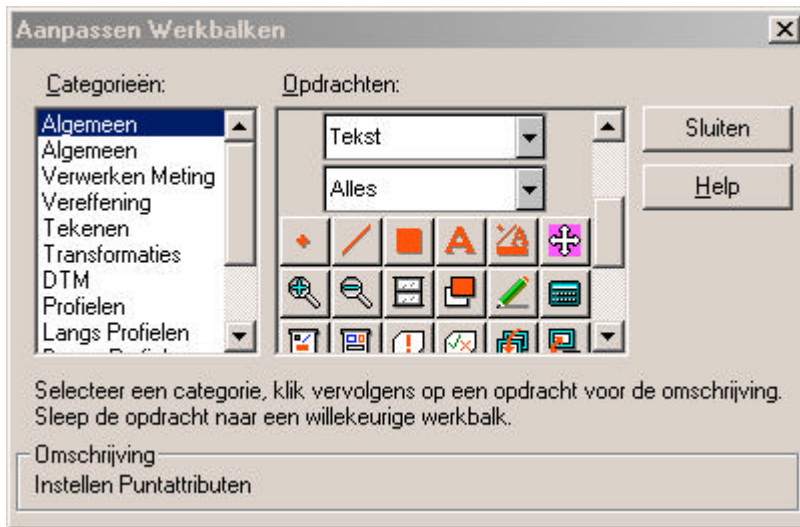 Aanpassen Werkbalken
Categorieën:
Opdrachten:
Algemeen
Algemeen
Verwerken Meting
Vereffening
Tekenen
Transformaties
DTM
Profielen
Langs Profielen
Tekst
Alles
A
Sluiten
Help
Selecteer een categorie, klik vervolgens op een opdracht voor de omschrijving.
Sleep de opdracht naar een willekeurige werkbalk.
Omschrijving
Instellen Puntattributen